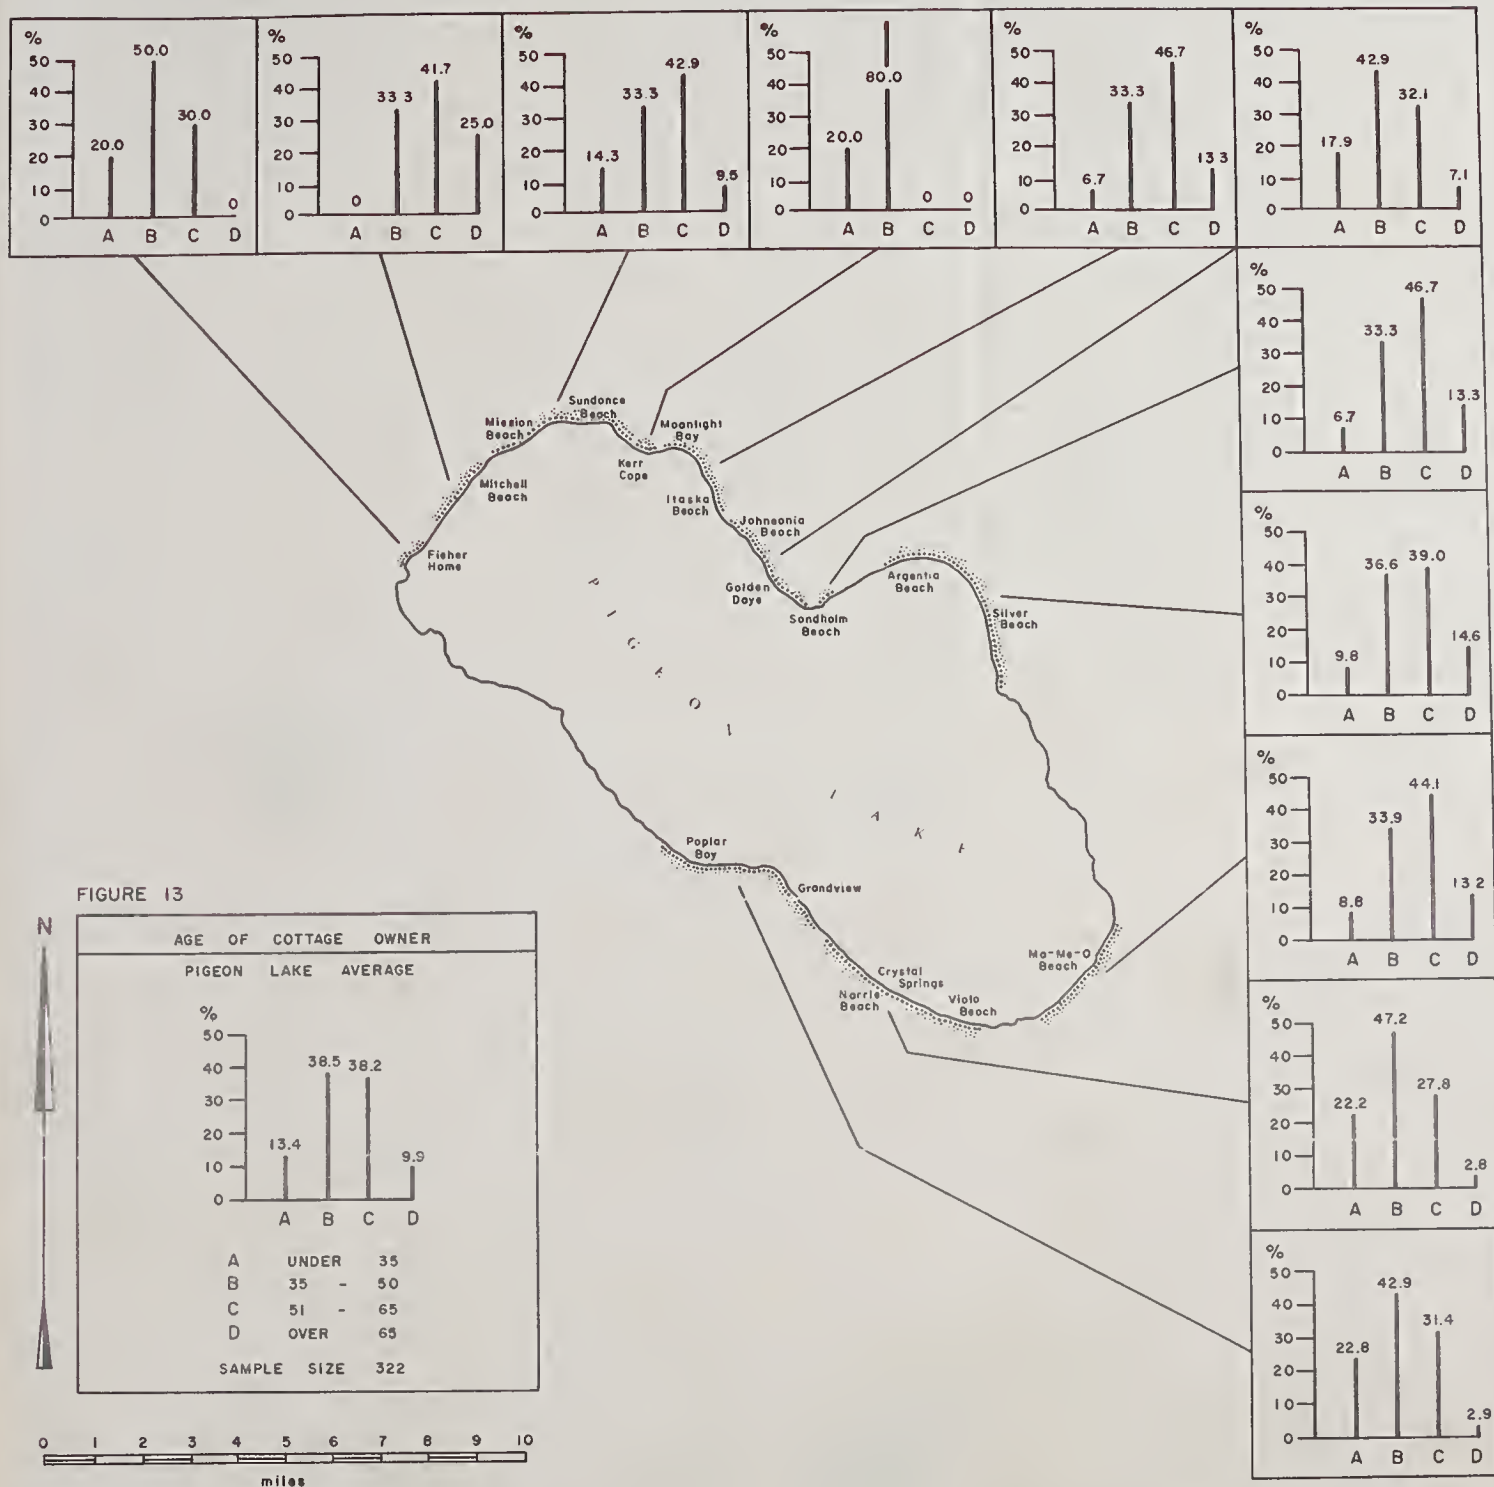 %
50
40
30
20
10
0
20.0
50.0
30.0
0
A B C D
%
50
40
30
20
10
0
0
33 3
41.7
25.0
A B C D
%
50
40
30
20
10
0
14.3
33.3
42.9
9.5
A B C D
%
50
40
30
20
10
0
20.0
80.0
0
0
A B C D
%
50
40
30
20
10
0
6.7
33.3
46.7
13 3
A B C D
%
50
40
30
20
10
0
17.9
42.9
32.1
7.1
A B C D
%
50
40
30
20
10
0
6.7
33.3
46.7
13.3
A B C D
%
50
40
30
20
10
0
9.8
36.6
39.0
14.6
A B C D
%
50
40
30
20
10
0
8.8
33.9
44.1
13.2
A B C D
%
50
40
30
20
10
0
22.2
47.2
27.8
2.8
A B C D
%
50
40
30
20
10
0
22.8
42.9
31.4
2.9
A B C D
Sundance
Beach
Mission
Beach
Moonlight
Bay
Kerr
Cape
Mitchell
Beach
Itaska
Beach
Johnsonia
Beach
Fisher
Home
Golden
Days
Argentia
Beach
Sandholm
Beach
Silver
Beach
PIGEON LAKE
Poplar
Bay
Grandview
Crystal
Springs
Norris
Beach
Viola
Beach
Ma-Me-O
Beach
FIGURE 13
N
AGE OF COTTAGE OWNER
PIGEON LAKE AVERAGE
%
50
40
30
20
10
0
13.4
38.5
38.2
9.9
A B C D
A UNDER 35
B 35 - 50
C 51 - 65
D OVER 65
SAMPLE SIZE 322
0 1 2 3 4 5 6 7 8 9 10
miles